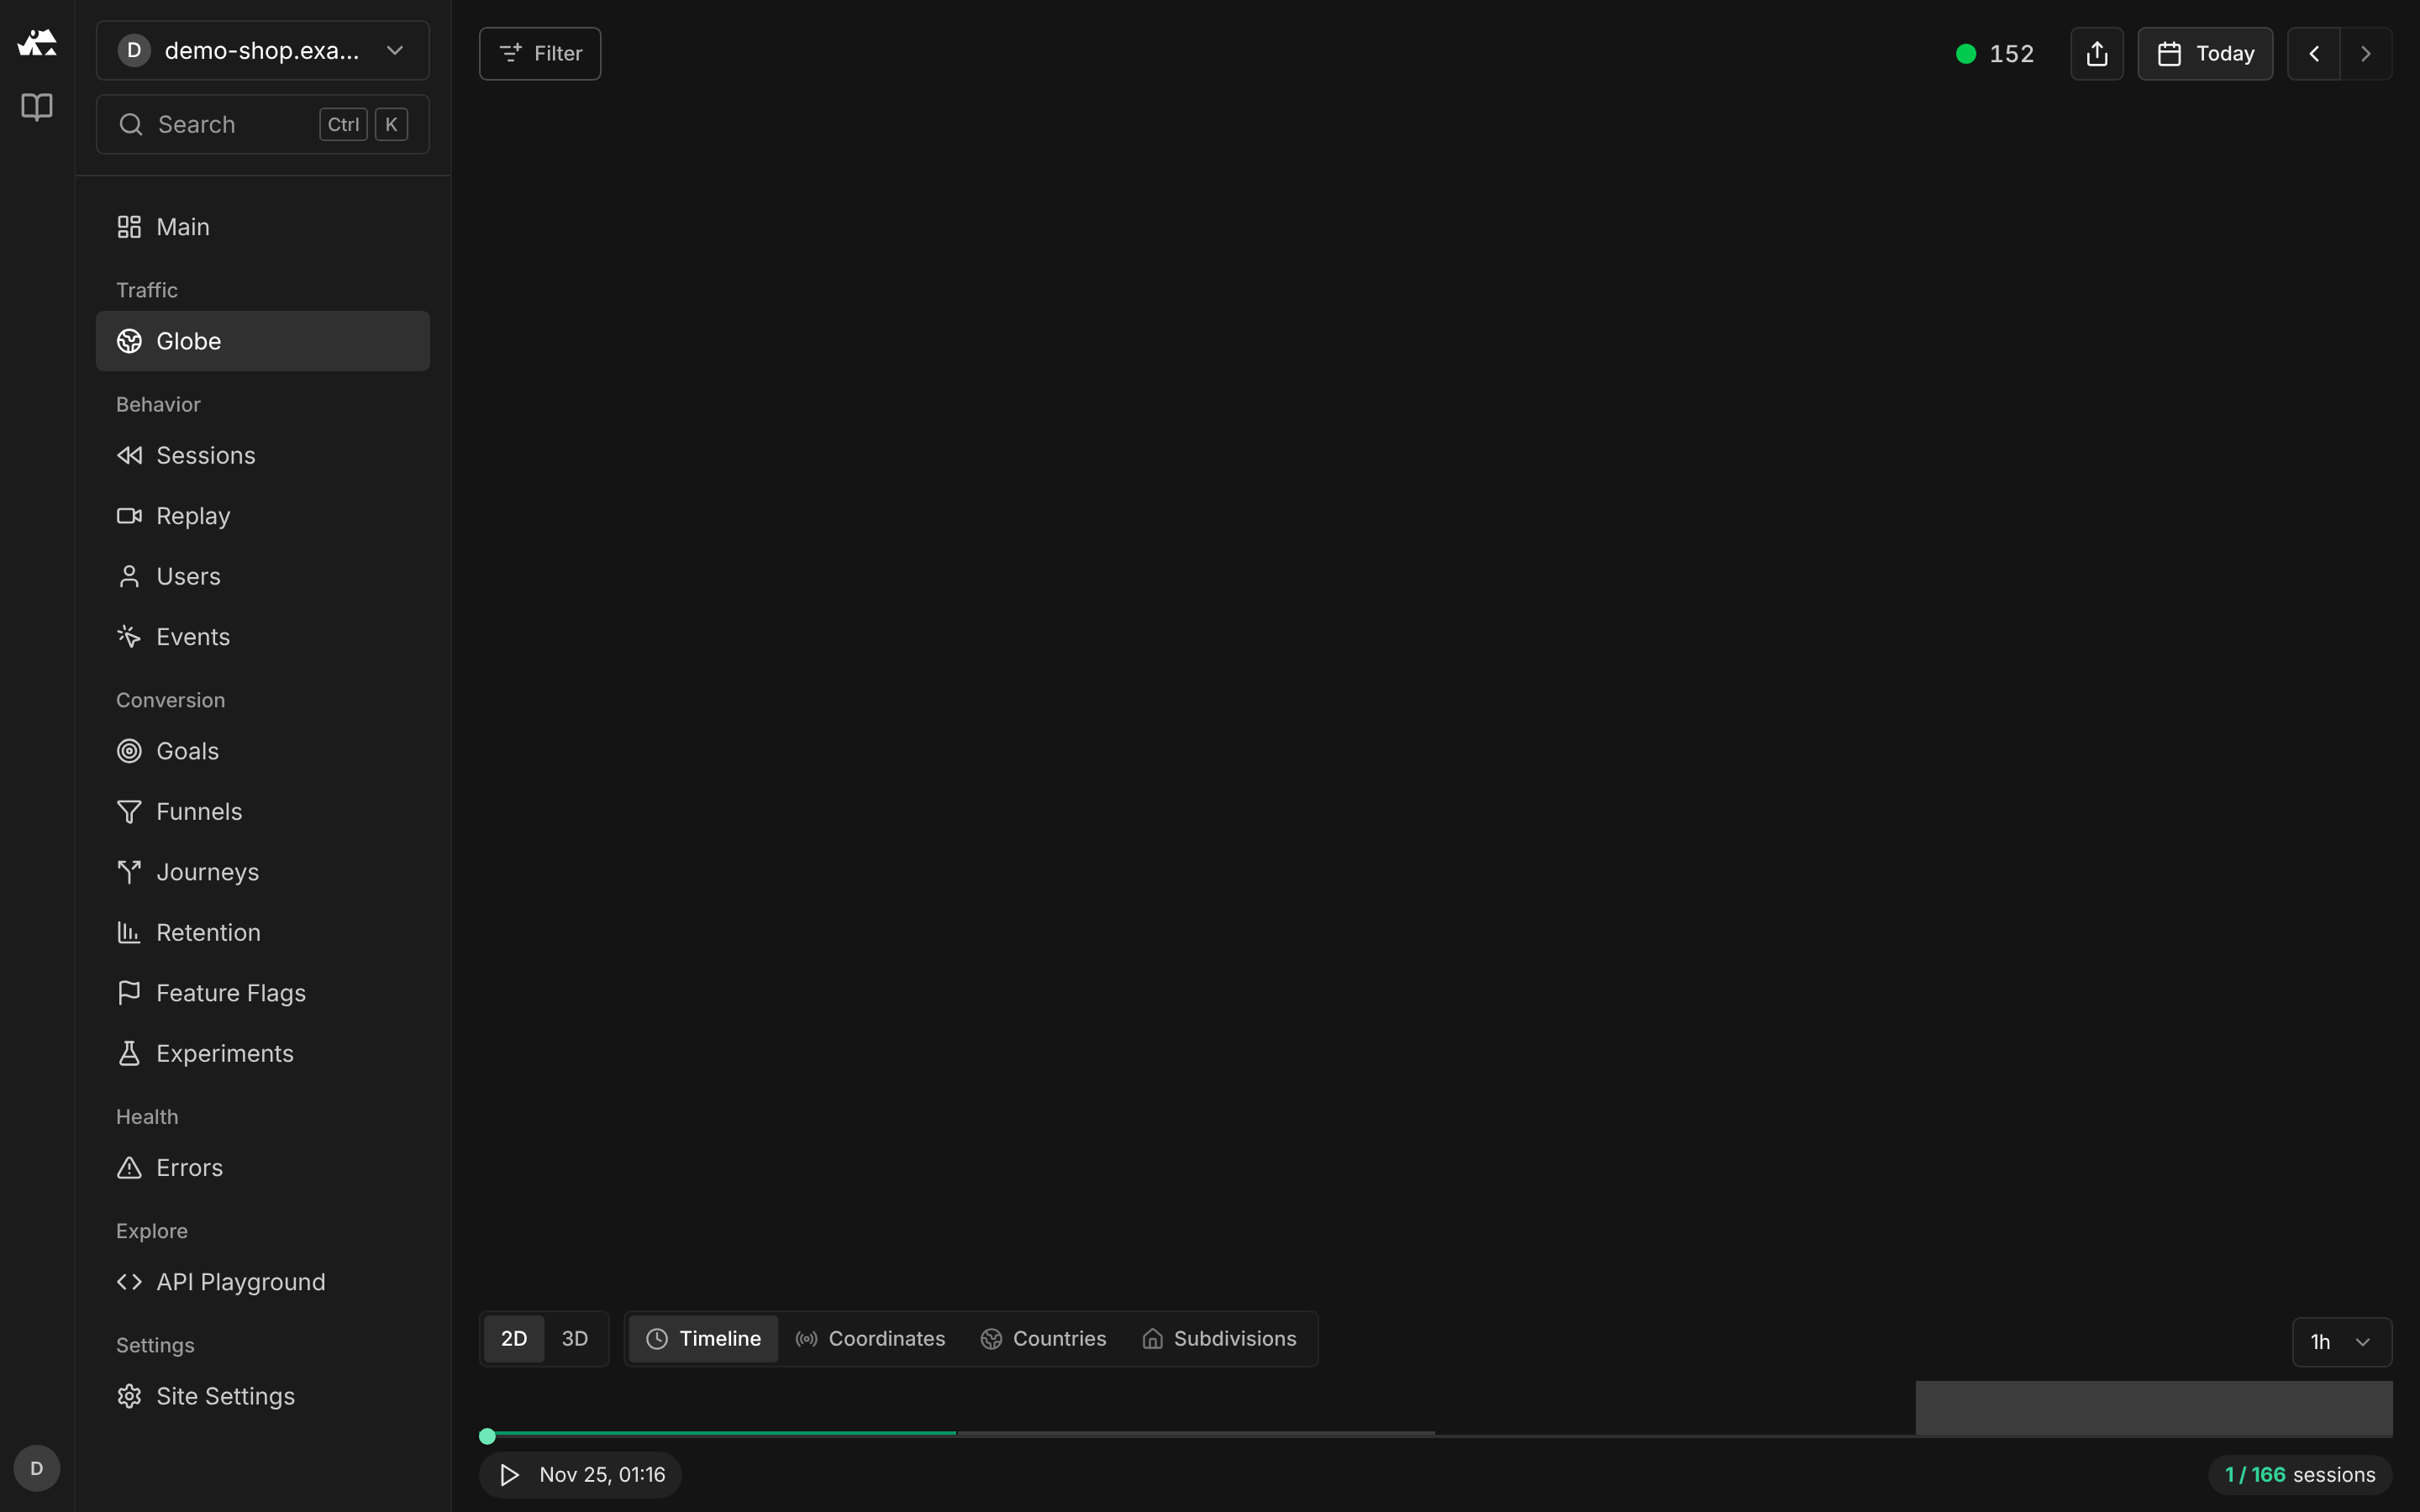 D demo-shop.exa...
Search Ctrl K
Main
Traffic
Globe
Behavior
Sessions
Replay
Users
Events
Conversion
Goals
Funnels
Journeys
Retention
Feature Flags
Experiments
Health
Errors
Explore
API Playground
Settings
Site Settings
D
Filter
152
Today
2D 3D
Timeline Coordinates Countries Subdivisions
1h
Nov 25, 01:16
1 / 166 sessions